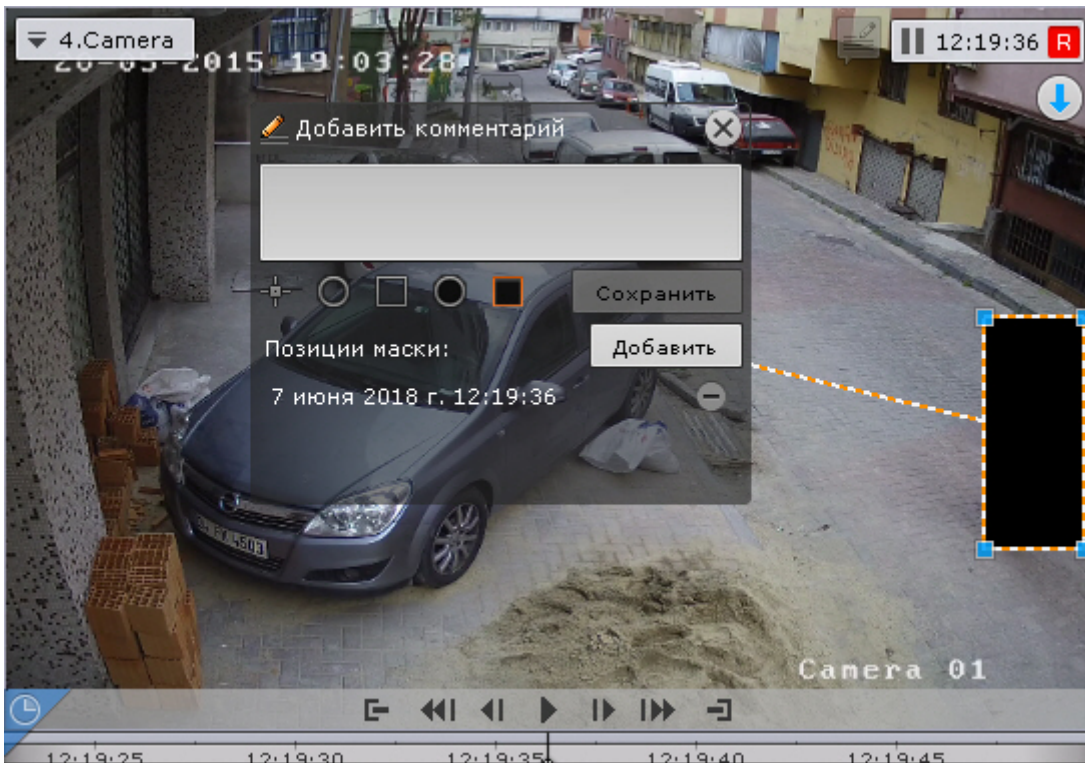 4.Camera
12:19:36 R
2015 19:03:28
Добавить комментарий
Сохранить
Позиции маски:
Добавить
7 июня 2018 г. 12:19:36
4503
Camera 01
12:19:25 12:19:30 12:19:35 12:19:40 12:19:45